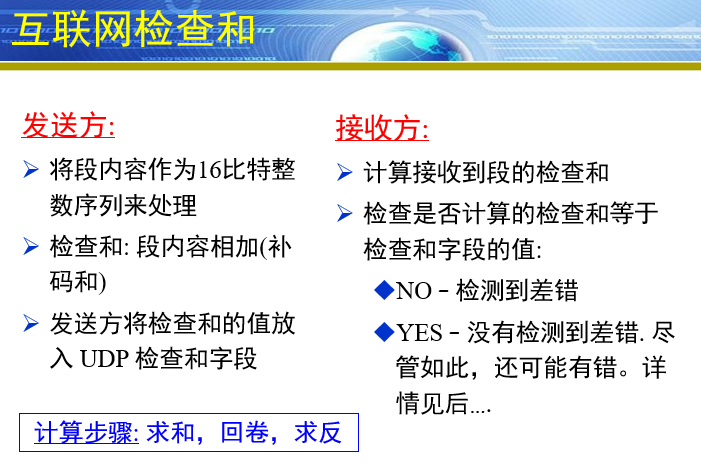 互联网检查和
发送方:
将段内容作为16比特整
数序列来处理
检查和: 段内容相加(补
码和)
发送方将检查和的值放
入 UDP 检查和字段
计算步骤: 求和，回卷，求反
接收方:
计算接收到段的检查和
检查是否计算的检查和等于
检查和字段的值:
NO – 检测到差错
YES – 没有检测到差错. 尽
管如此，还可能有错。详
情见后….